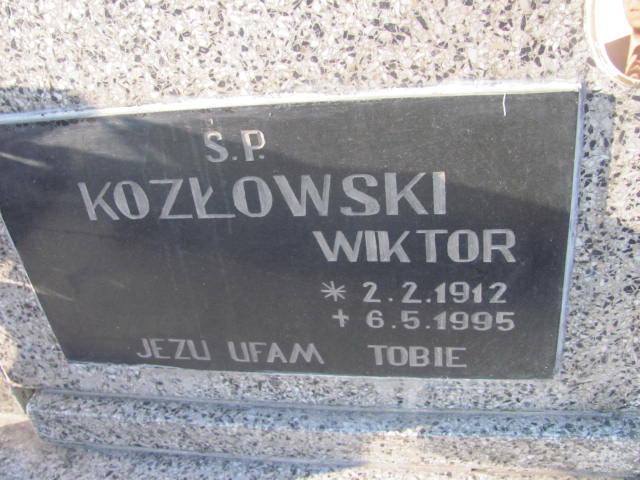 Ś.P.
KOZŁOWSKI
WIKTOR
* 2.2.1912
+ 6.5.1995
JEZU UFAM TOBIE